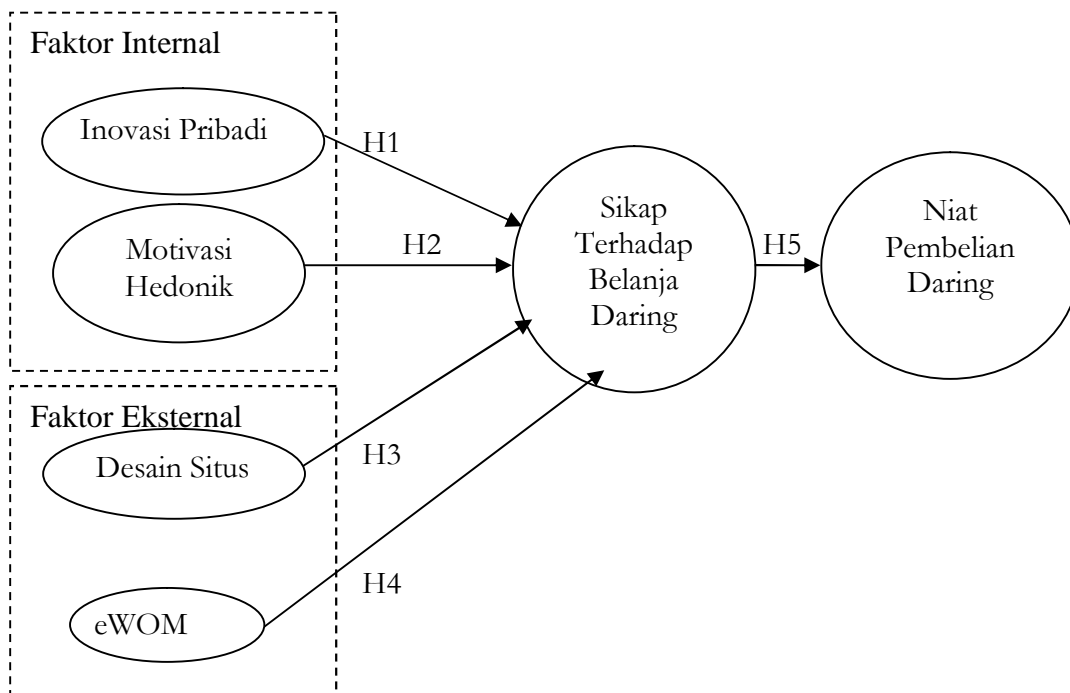 Faktor Internal
Inovasi Pribadi
H1
Motivasi
Hedonik
H2
Sikap
Terhadap
Belanja
Daring
H5
Niat
Pembelian
Daring
Faktor Eksternal
Desain Situs
H3
eWOM
H4